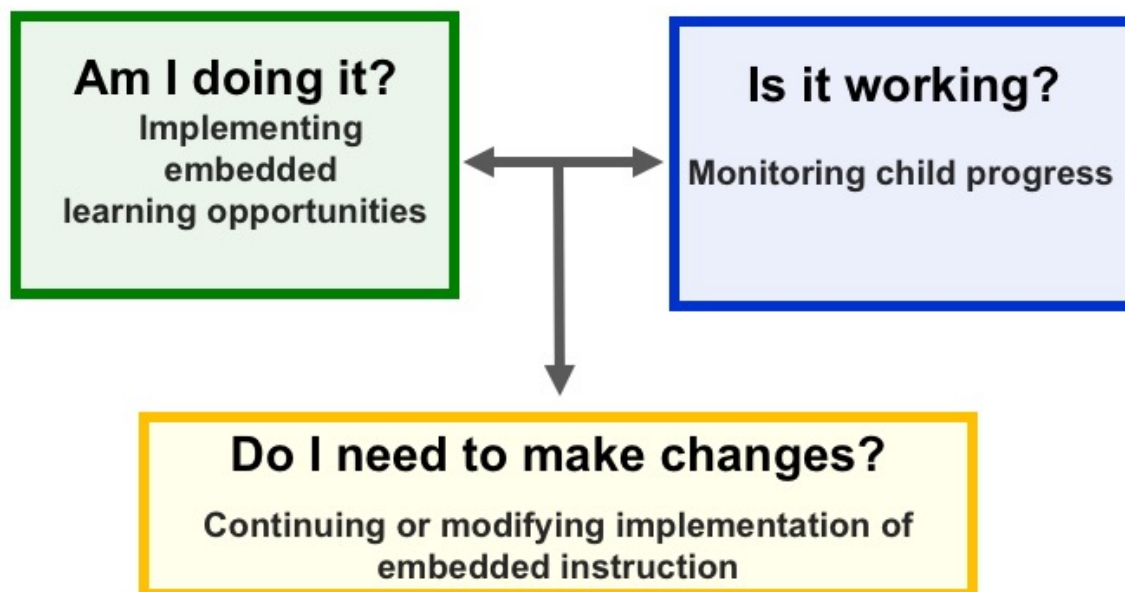 Am I doing it?
Implementing
embedded
learning opportunities
Is it working?
Monitoring child progress
Do I need to make changes?
Continuing or modifying implementation of
embedded instruction